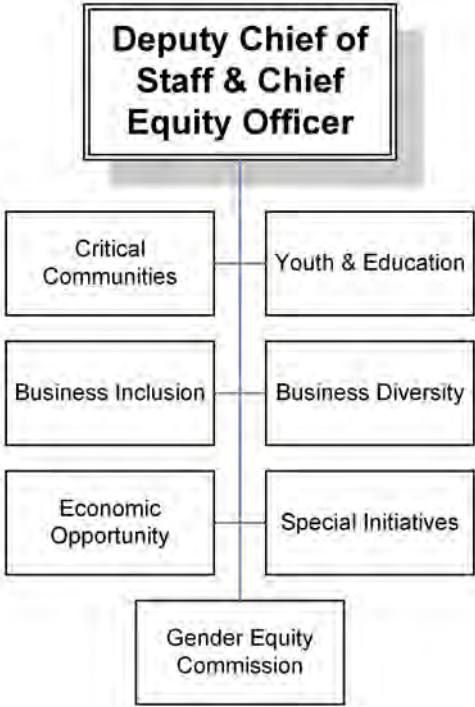 Deputy Chief of
Staff & Chief
Equity Officer
Critical
Communities
Youth & Education
Business Inclusion
Business Diversity
Economic
Opportunity
Special Initiatives
Gender Equity
Commission